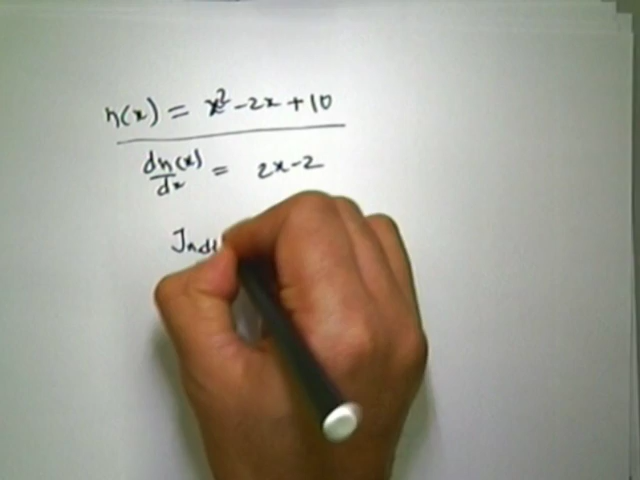 h(x) = x² - 2x + 10
dh(x)/dx = 2x - 2